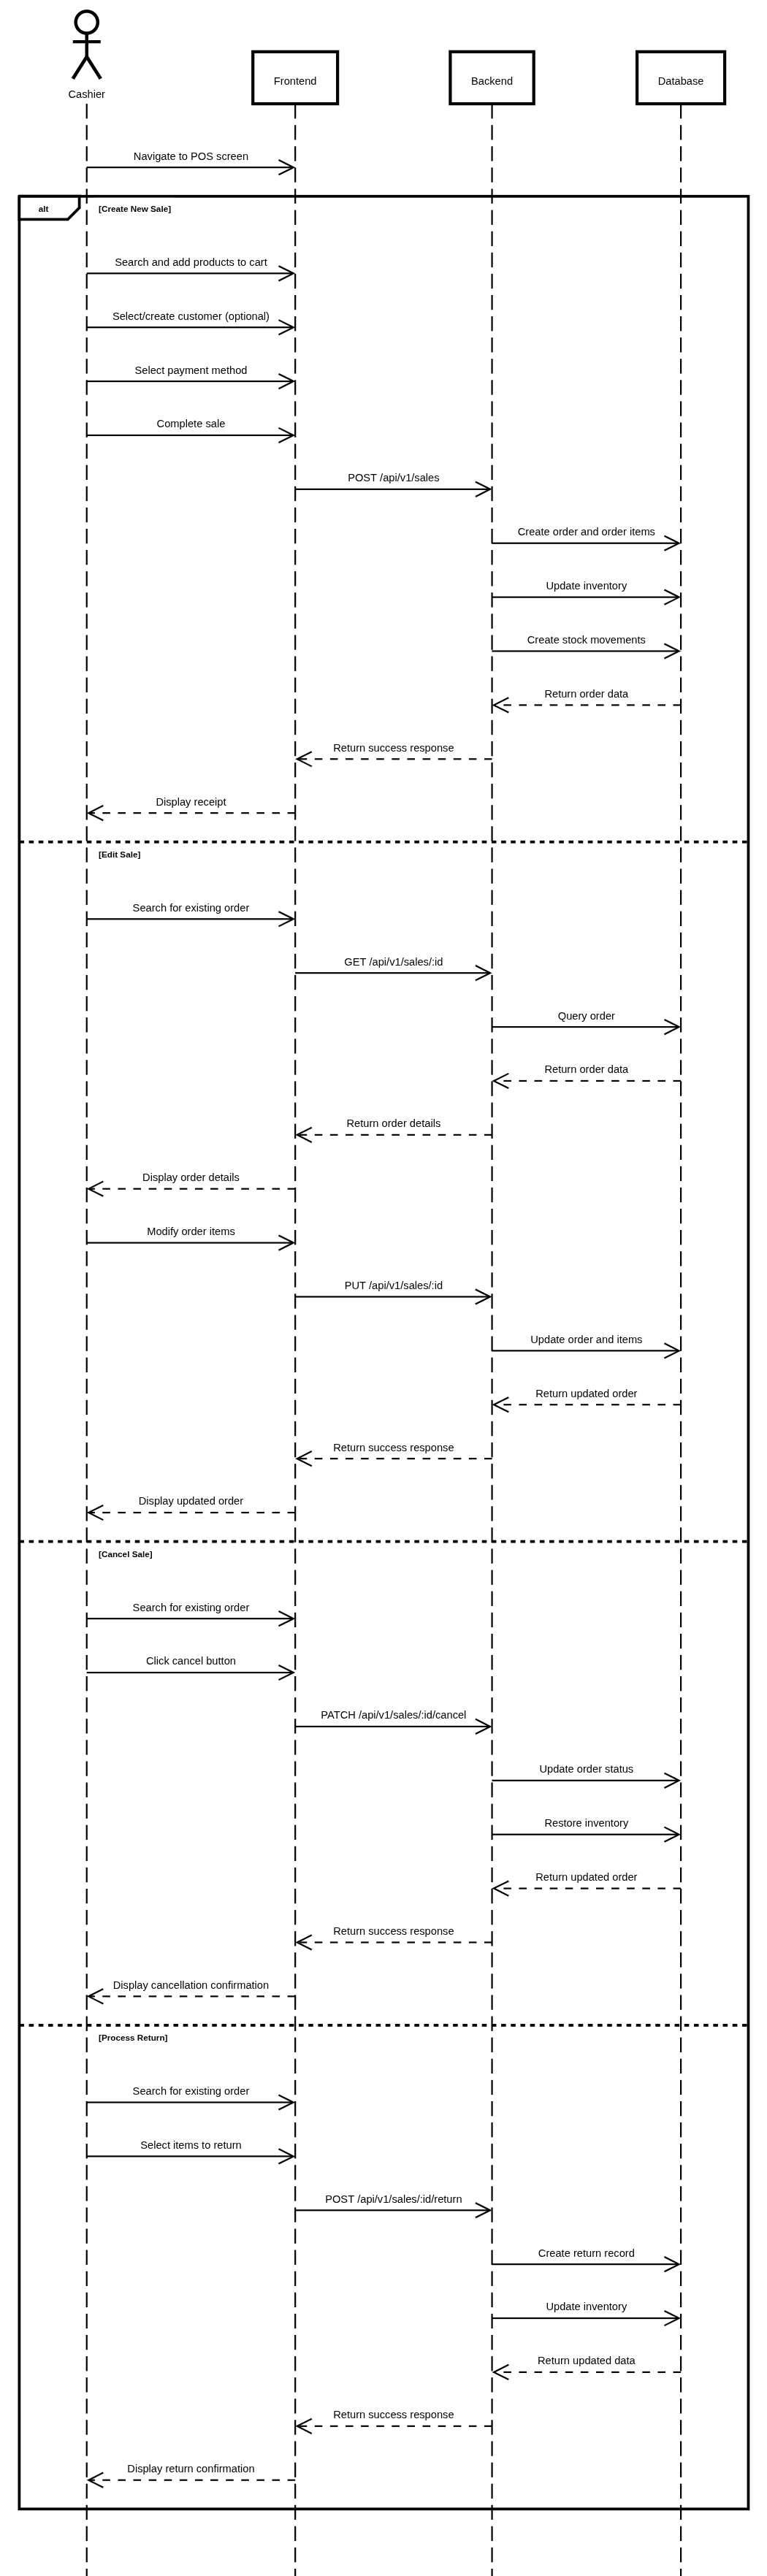 Cashier
Frontend
Backend
Database
Navigate to POS screen
alt
[Create New Sale]
Search and add products to cart
Select/create customer (optional)
Select payment method
Complete sale
POST /api/v1/sales
Create order and order items
Update inventory
Create stock movements
Return order data
Return success response
Display receipt
[Edit Sale]
Search for existing order
GET /api/v1/sales/:id
Query order
Return order data
Return order details
Display order details
Modify order items
PUT /api/v1/sales/:id
Update order and items
Return updated order
Return success response
Display updated order
[Cancel Sale]
Search for existing order
Click cancel button
PATCH /api/v1/sales/:id/cancel
Update order status
Restore inventory
Return updated order
Return success response
Display cancellation confirmation
[Process Return]
Search for existing order
Select items to return
POST /api/v1/sales/:id/return
Create return record
Update inventory
Return updated data
Return success response
Display return confirmation